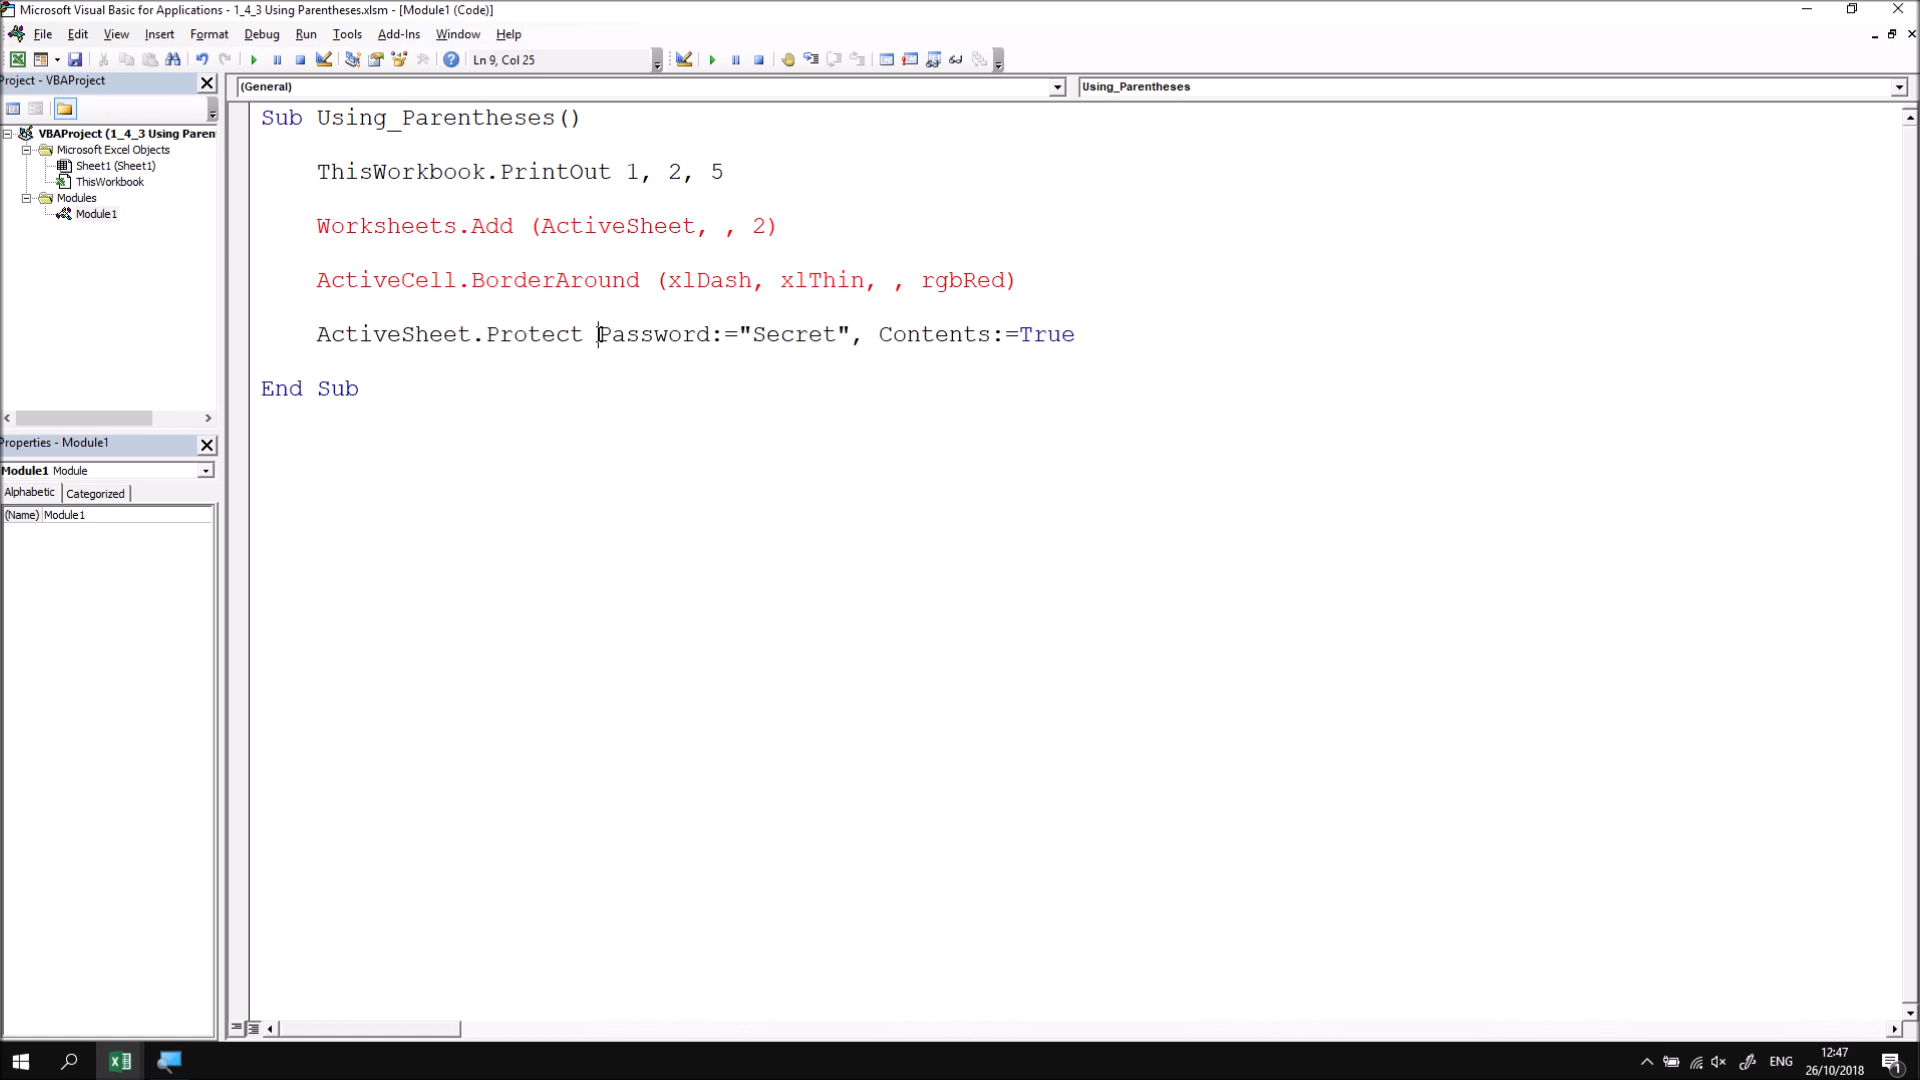 Microsoft Visual Basic for Applications - 1_4_3 Using Parentheses.xlsm - [Module1 (Code)]
File Edit View Insert Format Debug Run Tools Add-Ins Window Help
Ln 9, Col 25
Project - VBAProject
(General)
Using_Parentheses
VBAProject (1_4_3 Using Paren
Microsoft Excel Objects
Sheet1 (Sheet1)
ThisWorkbook
Modules
Module1
Sub Using_Parentheses()
ThisWorkbook.PrintOut 1, 2, 5
Worksheets.Add (ActiveSheet, , 2)
ActiveCell.BorderAround (xlDash, xlThin, , rgbRed)
ActiveSheet.Protect Password:="Secret", Contents:=True
End Sub
Properties - Module1
Module1 Module
Alphabetic Categorized
(Name) Module1
ENG
12:47
26/10/2018
1